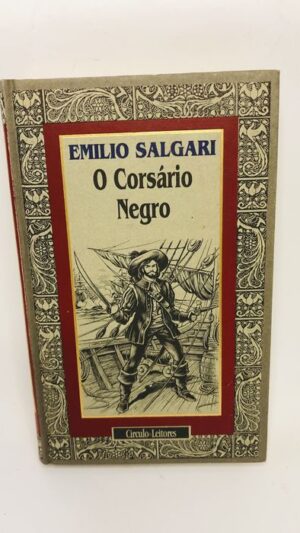 EMILIO SALGARI
O Corsário
Negro
Círculo-Leitores